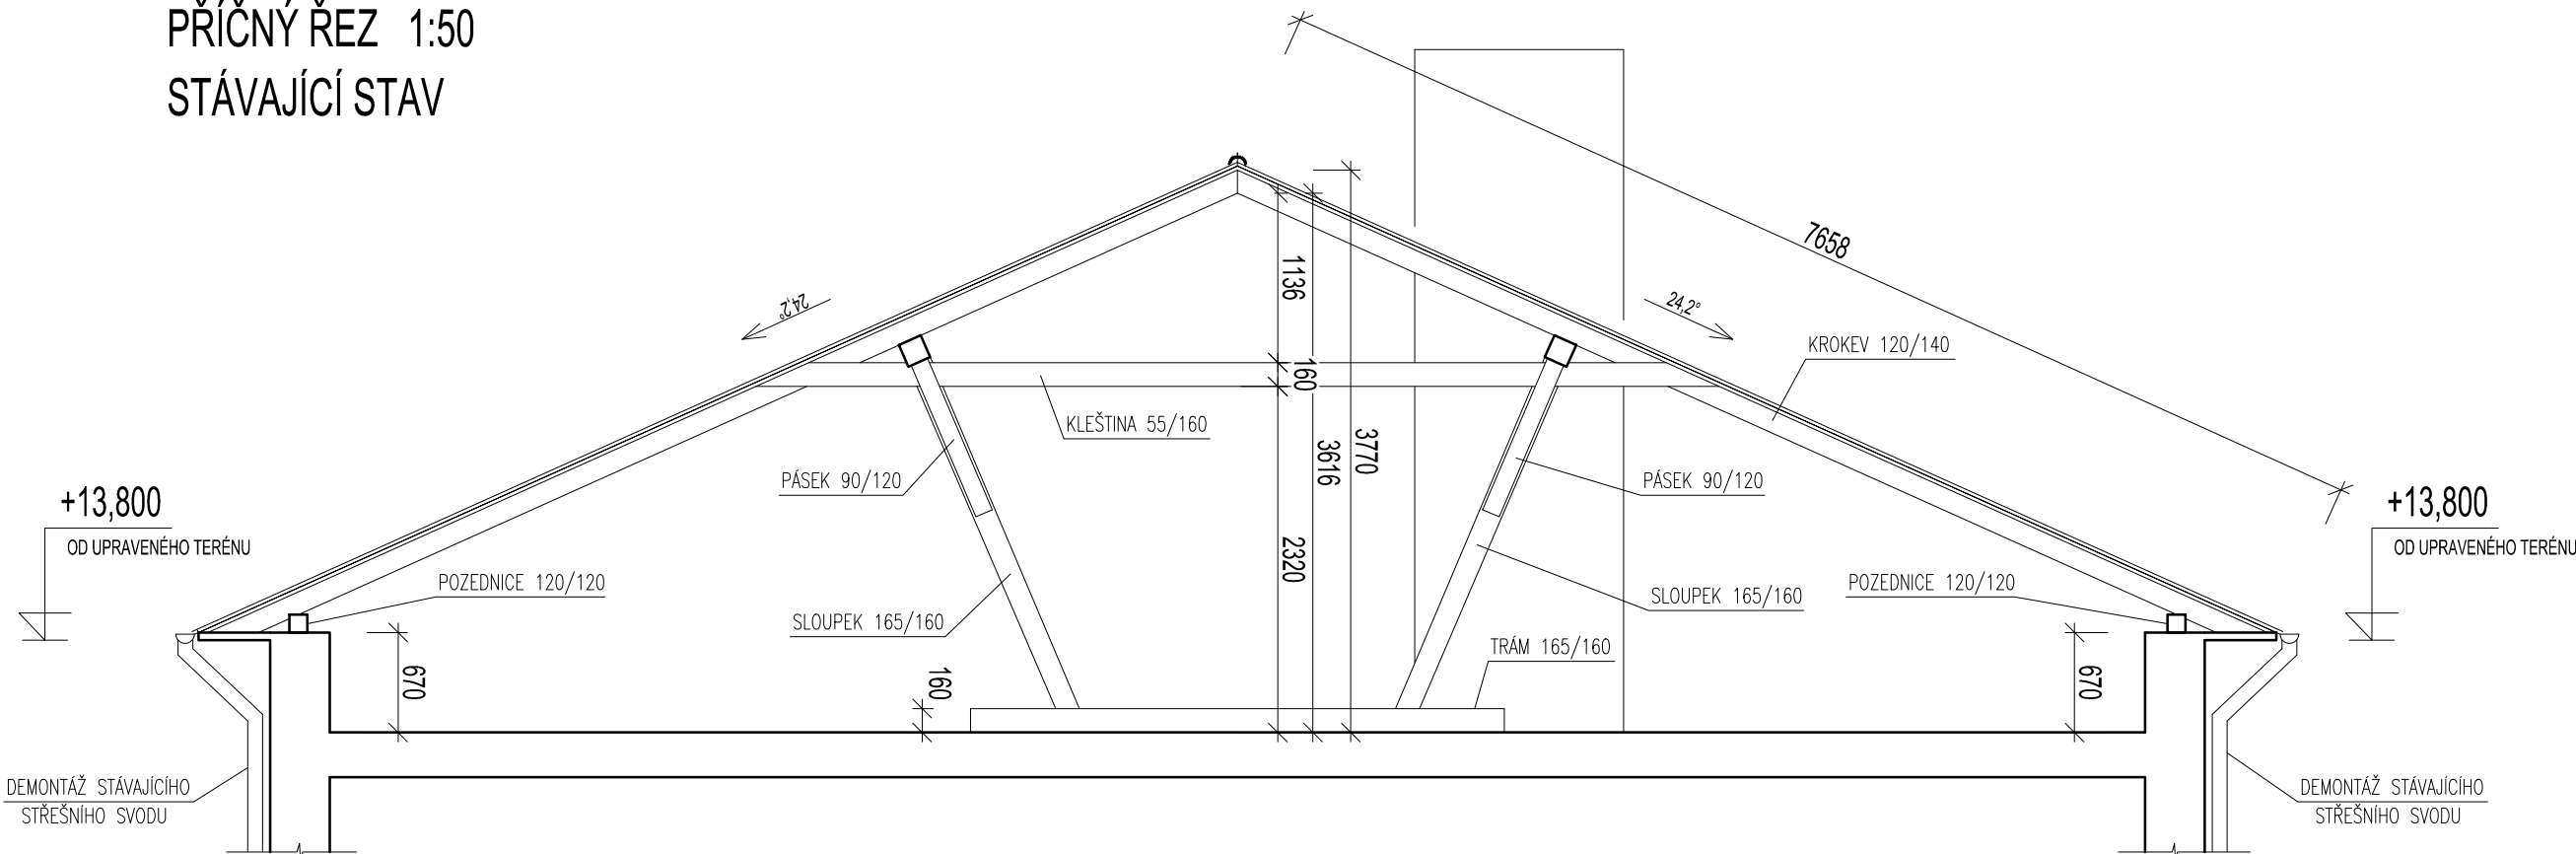 PŘÍČNÝ ŘEZ 1:50
STÁVAJÍCÍ STAV
7658
24,2°
24,2°
1136
160
3770
3616
2320
KROKEV 120/140
KLEŠTINA 55/160
PÁSEK 90/120
PÁSEK 90/120
+13,800
OD UPRAVENÉHO TERÉNU
+13,800
OD UPRAVENÉHO TERÉNU
POZEDNICE 120/120
POZEDNICE 120/120
SLOUPEK 165/160
SLOUPEK 165/160
TRÁM 165/160
670
160
670
DEMONTÁŽ STÁVAJÍCÍHO
STŘEŠNÍHO SVODU
DEMONTÁŽ STÁVAJÍCÍHO
STŘEŠNÍHO SVODU